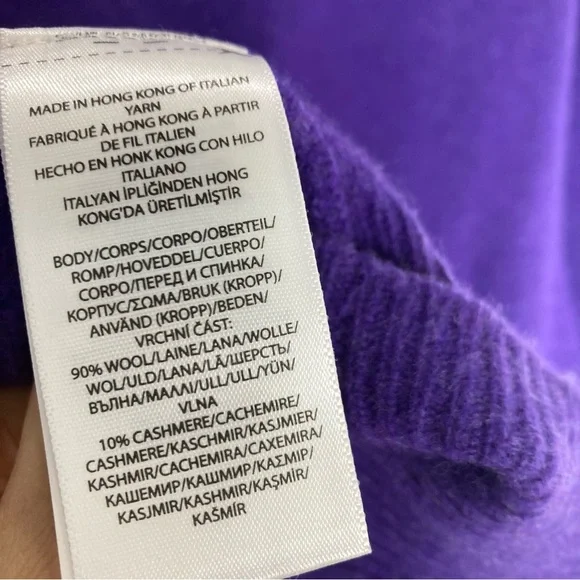 MADE IN HONG KONG OF ITALIAN
YARN
FABRIQUÉ À HONG KONG À PARTIR
DE FIL ITALIEN
HECHO EN HONK KONG CON HILO
ITALIANO
İTALYAN İPLİĞİNDEN HONG
KONG'DA ÜRETİLMİŞTİR
BODY/CORPS/CORPO/OBERTEIL/
ROMP/HOVEDDEL/CUERPO/
CORPO/ПЕРЕД И СПИНКА/
КОРПУС/ΣΩΜΑ/BRUK (KROPP)/
ANVÄND (KROPP)/BEDEN/
VRCHNÍ ČÁST:
90% WOOL/LAINE/LANA/WOLLE/
WOL/ULD/LANA/LÃ/ШЕРСТЬ/
ВЪЛНА/ΜΑΛΛΙ/ULL/ULL/YÜN/
VLNA
10% CASHMERE/CACHEMIRE/
CASHMERE/KASCHMIR/KASJMIER/
KASHMIR/CACHEMIRA/CAXEMIRA/
КАШЕМИР/КАШМИР/ΚΑΣΜΙΡ/
KASJMIR/KASHMIR/KAŞMİR/
KAŠMÍR